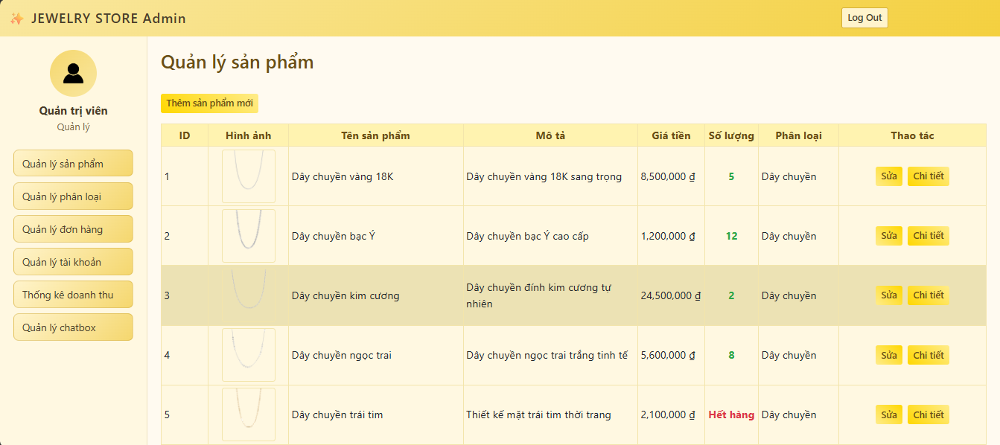 JEWELRY STORE Admin
Log Out
Quản trị viên
Quản lý
Quản lý sản phẩm
Quản lý phân loại
Quản lý đơn hàng
Quản lý tài khoản
Thống kê doanh thu
Quản lý chatbox
Quản lý sản phẩm
Thêm sản phẩm mới
ID Hình ảnh Tên sản phẩm Mô tả Giá tiền Số lượng Phân loại Thao tác
1 Dây chuyền vàng 18K Dây chuyền vàng 18K sang trọng 8,500,000 ₫ 5 Dây chuyền Sửa Chi tiết
2 Dây chuyền bạc Ý Dây chuyền bạc Ý cao cấp 1,200,000 ₫ 12 Dây chuyền Sửa Chi tiết
3 Dây chuyền kim cương Dây chuyền đính kim cương tự
nhiên 24,500,000 ₫ 2 Dây chuyền Sửa Chi tiết
4 Dây chuyền ngọc trai Dây chuyền ngọc trai trắng tinh tế 5,600,000 ₫ 8 Dây chuyền Sửa Chi tiết
5 Dây chuyền trái tim Thiết kế mặt trái tim thời trang 2,100,000 ₫ Hết hàng Dây chuyền Sửa Chi tiết